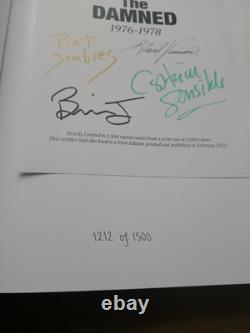 The
DAMNED
1976-1978
Rat
Scabies
Brian J
Captain
Sensible
Strictly Limited to 1,500 signed copies from a print run of 3,000 copies.
This certifies that this book is a First Edition, printed and published in February 2022.
1212 of 1500